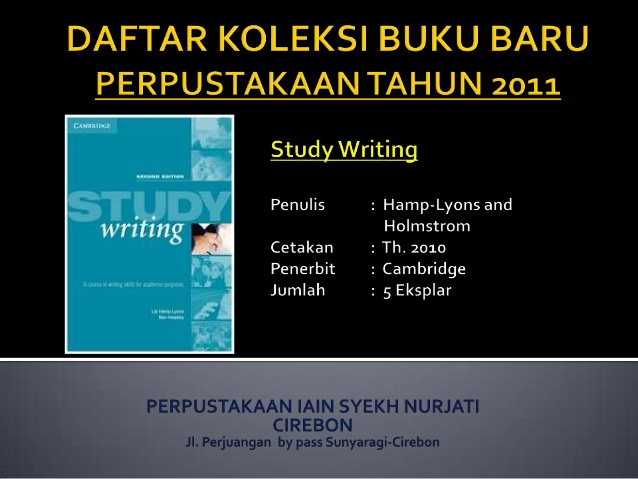 DAFTAR KOLEKSI BUKU BARU
PERPUSTAKAAN TAHUN 2011
CAMBRIDGE
SECOND EDITION
STUDY
writing
A course in writing skills for academic purposes
Liz Hamp-Lyons
Ben Heasley
Study Writing
Penulis : Hamp-Lyons and
Holmstrom
Cetakan : Th. 2010
Penerbit : Cambridge
Jumlah : 5 Eksplar
PERPUSTAKAAN IAIN SYEKH NURJATI
CIREBON
Jl. Perjuangan by pass Sunyaragi-Cirebon